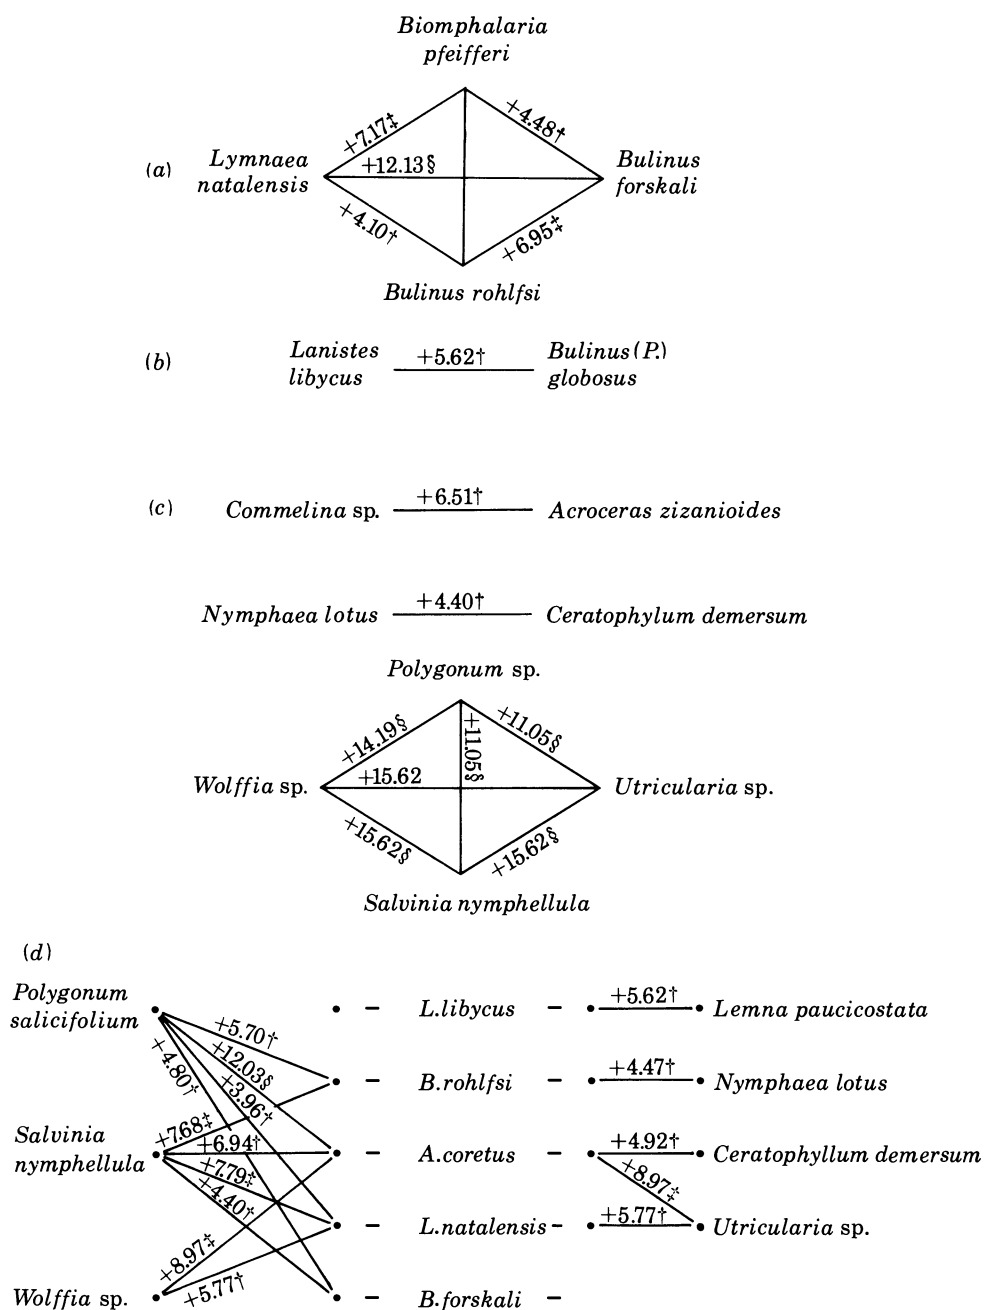 Biomphalaria
pfeifferi
+7.17‡
+4.48†
(a)
Lymnaea
natalensis
+12.13§
Bulinus
forskali
+4.10†
+6.95‡
Bulinus rohlfsi
(b)
Lanistes
libycus
+5.62†
Bulinus (P.)
globosus
(c)
Commelina sp.
+6.51†
Acroceras zizanioides
Nymphaea lotus
+4.40†
Ceratophylum demersum
Polygonum sp.
+14.19§
+11.05§
+11.05§
Wolffia sp.
+15.62
Utricularia sp.
+15.62§
+15.62§
Salvinia nymphellula
(d)
Polygonum
salicifolium
– L.libycus –
+5.62†
Lemna paucicostata
+5.70†
+12.03§
+4.80†
+3.96†
– B.rohlfsi –
+4.47†
Nymphaea lotus
Salvinia
nymphellula
+7.68‡
+6.94†
+7.79‡
+4.40†
– A.coretus –
+4.92†
Ceratophyllum demersum
+8.97‡
– L.natalensis –
+5.77†
Utricularia sp.
+8.97‡
+5.77†
Wolffia sp.
– B.forskali –